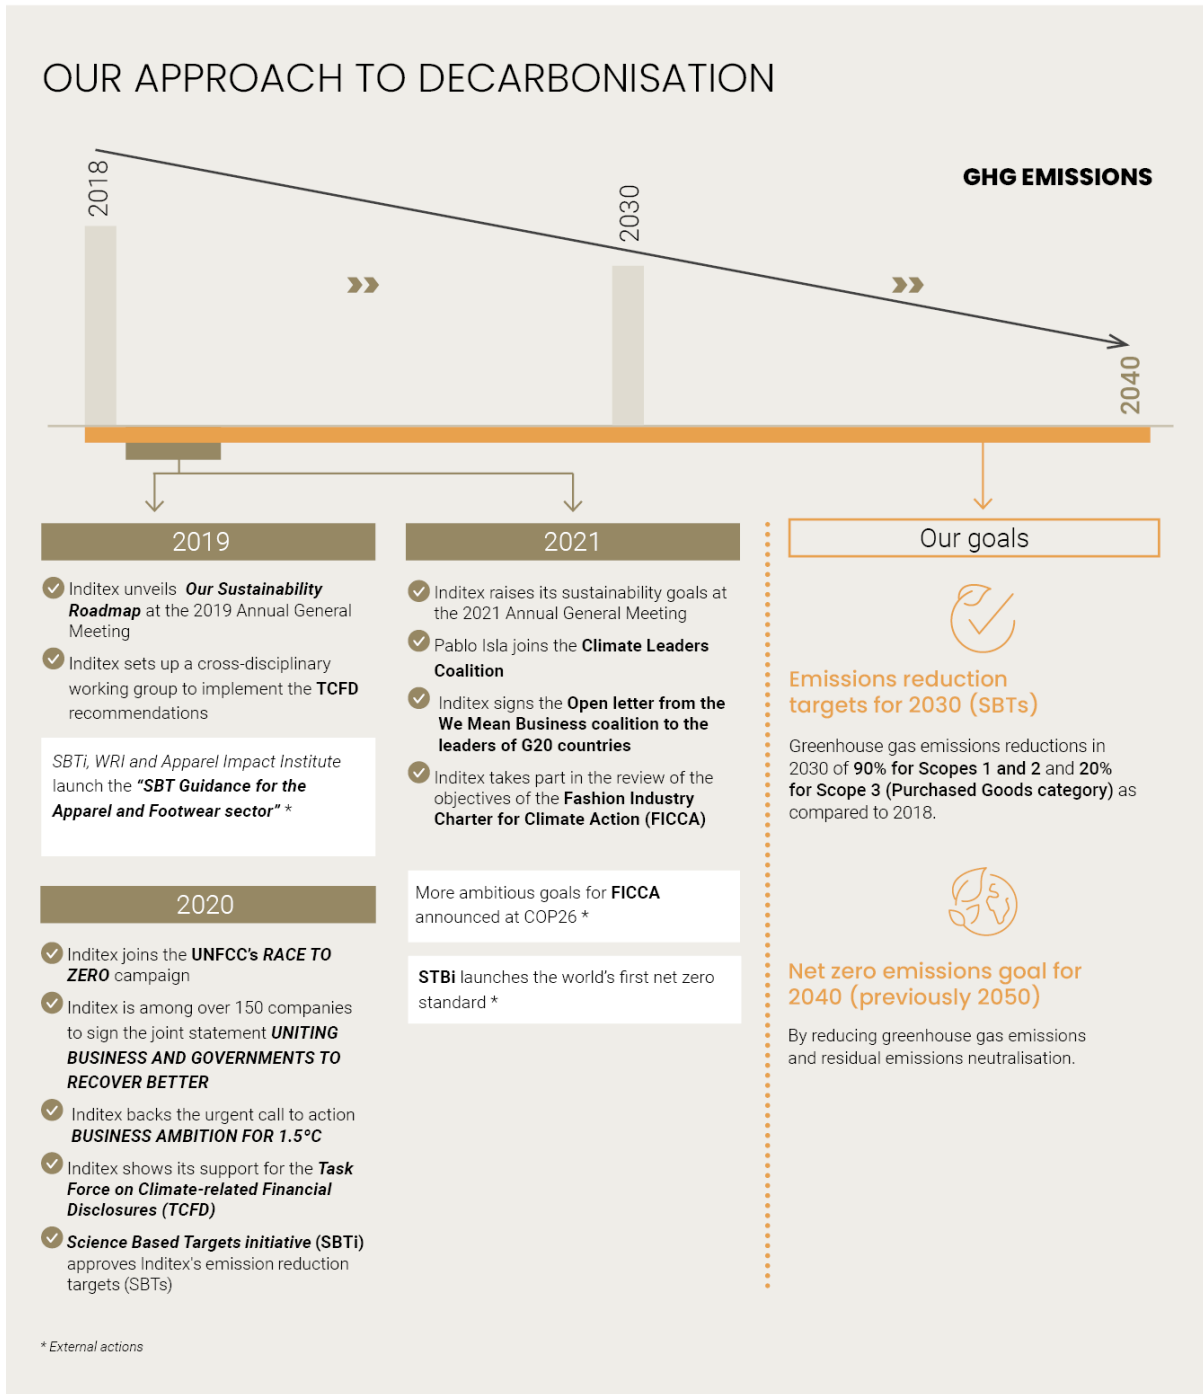 OUR APPROACH TO DECARBONISATION
GHG EMISSIONS
2018
2030
2040
2019
Inditex unveils Our Sustainability
Roadmap at the 2019 Annual General
Meeting
Inditex sets up a cross-disciplinary
working group to implement the TCFD
recommendations
SBTi, WRI and Apparel Impact Institute
launch the “SBT Guidance for the
Apparel and Footwear sector” *
2020
Inditex joins the UNFCC's RACE TO
ZERO campaign
Inditex is among over 150 companies
to sign the joint statement UNITING
BUSINESS AND GOVERNMENTS TO
RECOVER BETTER
Inditex backs the urgent call to action
BUSINESS AMBITION FOR 1.5ºC
Inditex shows its support for the Task
Force on Climate-related Financial
Disclosures (TCFD)
Science Based Targets initiative (SBTi)
approves Inditex's emission reduction
targets (SBTs)
2021
Inditex raises its sustainability goals at
the 2021 Annual General Meeting
Pablo Isla joins the Climate Leaders
Coalition
Inditex signs the Open letter from the
We Mean Business coalition to the
leaders of G20 countries
Inditex takes part in the review of the
objectives of the Fashion Industry
Charter for Climate Action (FICCA)
More ambitious goals for FICCA
announced at COP26 *
STBi launches the world's first net zero
standard *
Our goals
Emissions reduction
targets for 2030 (SBTs)
Greenhouse gas emissions reductions in
2030 of 90% for Scopes 1 and 2 and 20%
for Scope 3 (Purchased Goods category) as
compared to 2018.
Net zero emissions goal for
2040 (previously 2050)
By reducing greenhouse gas emissions
and residual emissions neutralisation.
* External actions